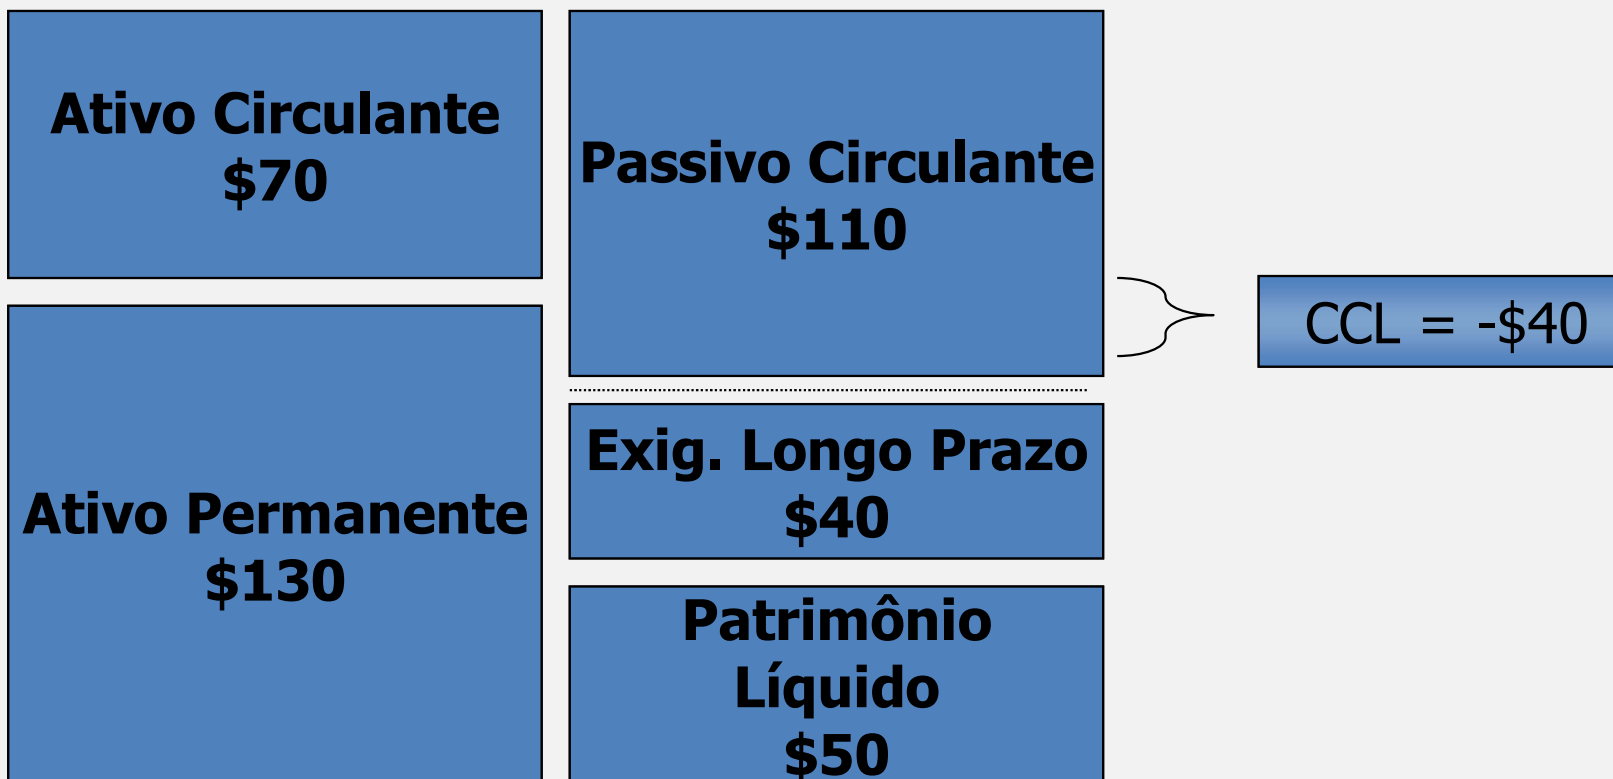 Ativo Circulante
$70
Ativo Permanente
$130
Passivo Circulante
$110
Exig. Longo Prazo
$40
Patrimônio
Líquido
$50
CCL = -$40